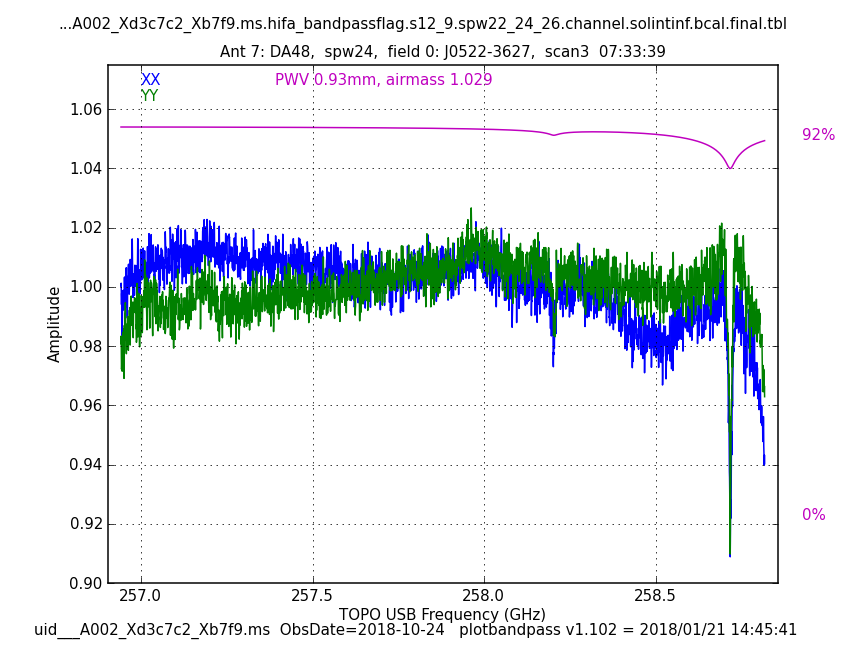 ...A002_Xd3c7c2_Xb7f9.ms.hifa_bandpassflag.s12_9.spw22_24_26.channel.solintinf.bcal.final.tbl
Ant 7: DA48,  spw24,  field 0: J0522-3627,  scan3  07:33:39
XX
PWV 0.93mm, airmass 1.029
YY
1.06
92%
1.04
1.02
1.00
Amplitude
0.98
0.96
0.94
0.92
0%
0.90
257.0
257.5
258.0
258.5
TOPO USB Frequency (GHz)
uid___A002_Xd3c7c2_Xb7f9.ms  ObsDate=2018-10-24   plotbandpass v1.102 = 2018/01/21 14:45:41